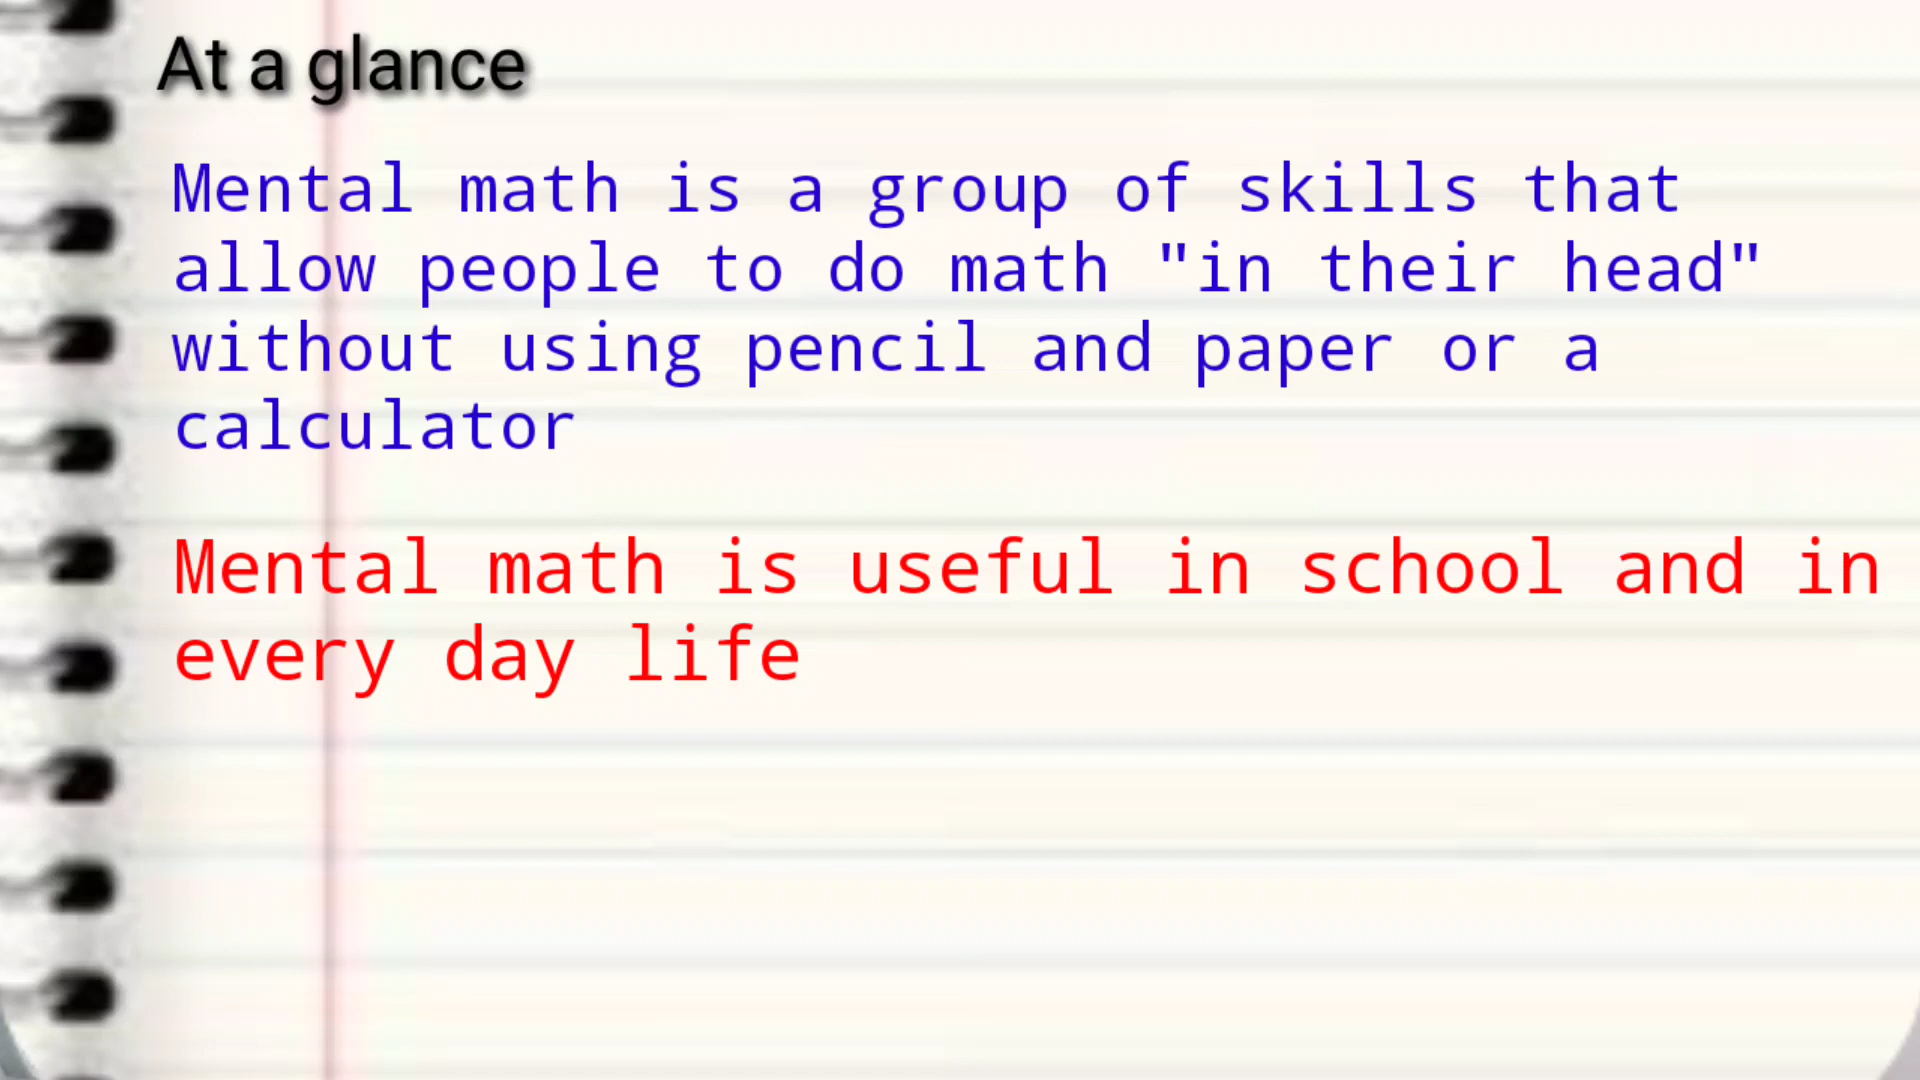 At a glance
Mental math is a group of skills that
allow people to do math "in their head"
without using pencil and paper or a
calculator
Mental math is useful in school and in
every day life